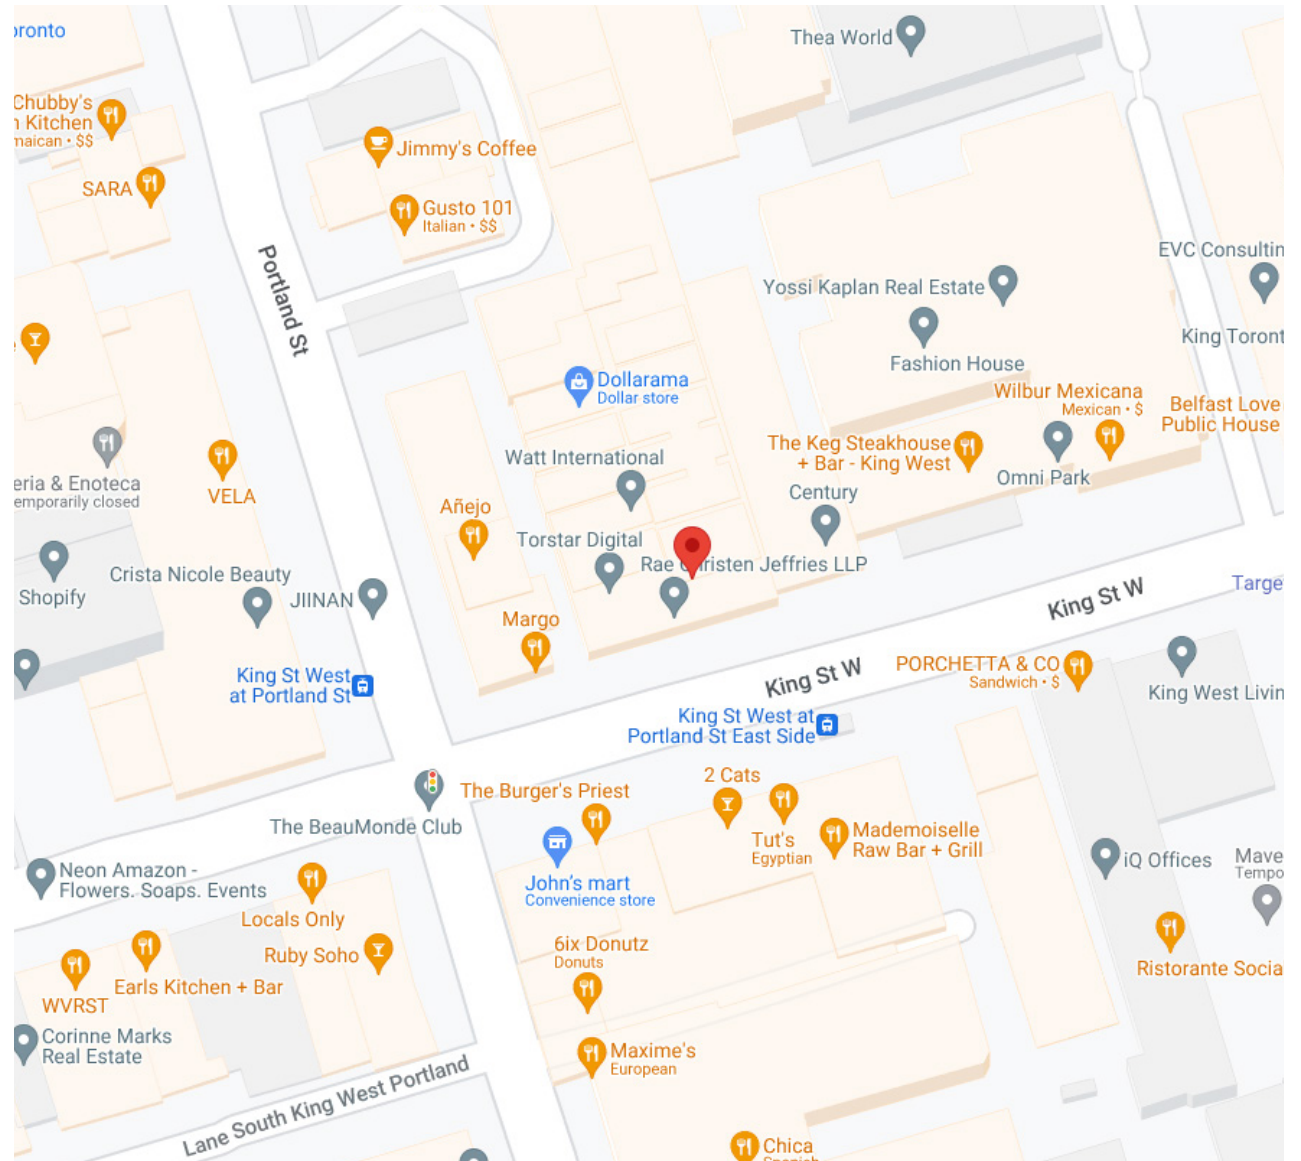 oronto
Thea World
Chubby's
n Kitchen
maican • $$
Jimmy's Coffee
SARA
Gusto 101
Italian • $$
Portland St
EVC Consultin
Yossi Kaplan Real Estate
King Toront
Fashion House
Dollarama
Dollar store
Wilbur Mexicana
Mexican • $
Belfast Love
Public House
The Keg Steakhouse
+ Bar - King West
Watt International
Omni Park
eria & Enoteca
emporarily closed
VELA
Century
Añejo
Torstar Digital
Rae Christen Jeffries LLP
Crista Nicole Beauty
Shopify
JIINAN
King St W
Targe
Margo
King St West
at Portland St
King St W
PORCHETTA & CO
Sandwich • $
King West Livin
King St West at
Portland St East Side
The Burger's Priest
2 Cats
The BeauMonde Club
Tut's
Egyptian
Mademoiselle
Raw Bar + Grill
iQ Offices
Mave
Tempo
Neon Amazon -
Flowers. Soaps. Events
John's mart
Convenience store
Locals Only
Ruby Soho
6ix Donutz
Donuts
Ristorante Socia
Earls Kitchen + Bar
WVRST
Corinne Marks
Real Estate
Maxime's
European
Lane South King West Portland
Chica
Spanish